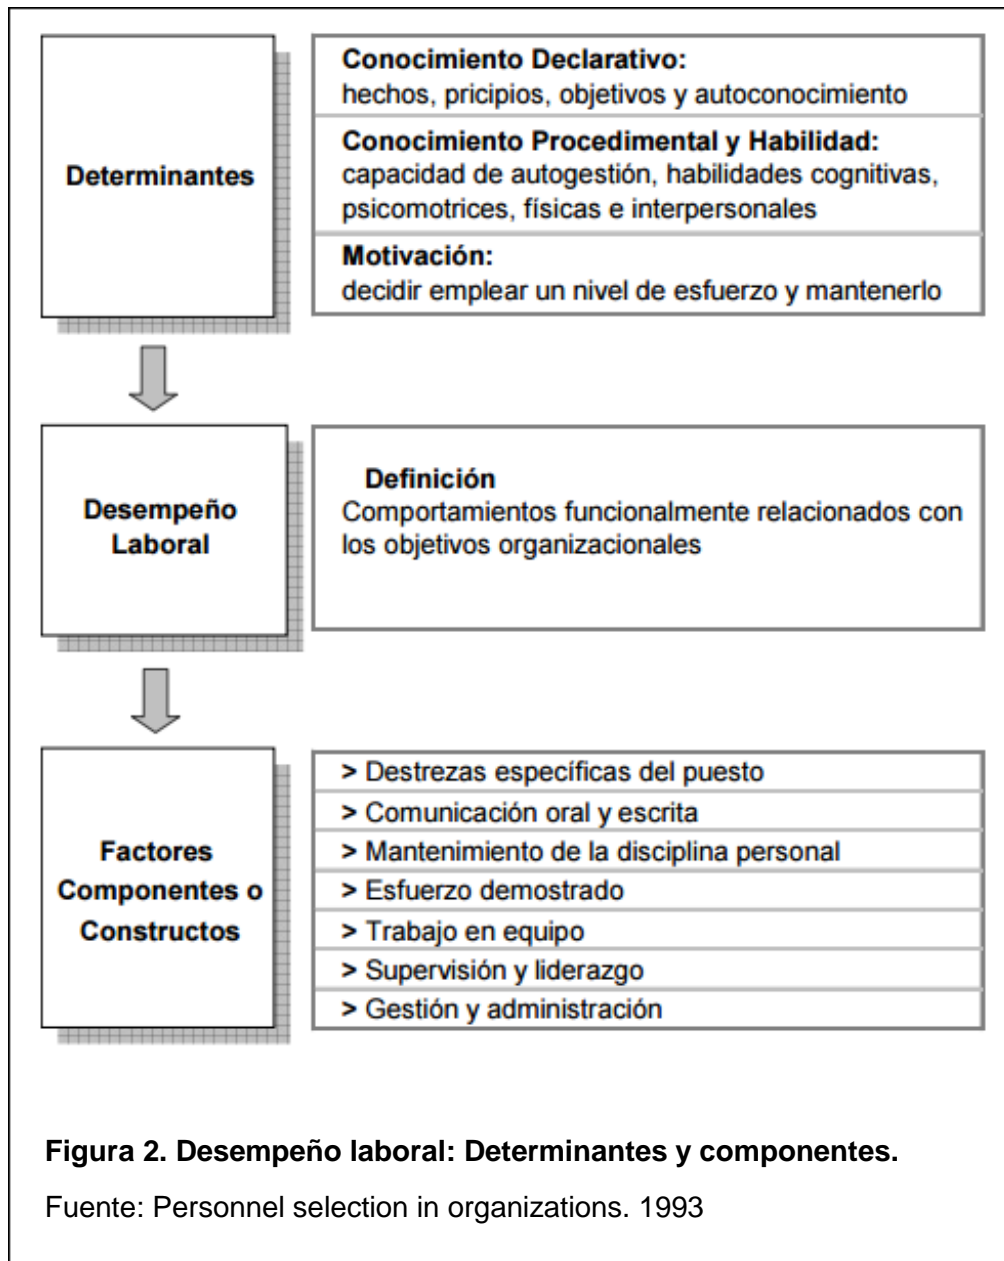 Determinantes
Conocimiento Declarativo:
hechos, pricipios, objetivos y autoconocimiento
Conocimiento Procedimental y Habilidad:
capacidad de autogestión, habilidades cognitivas,
psicomotrices, físicas e interpersonales
Motivación:
decidir emplear un nivel de esfuerzo y mantenerlo
Desempeño
Laboral
Definición
Comportamientos funcionalmente relacionados con
los objetivos organizacionales
Factores
Componentes o
Constructos
> Destrezas específicas del puesto
> Comunicación oral y escrita
> Mantenimiento de la disciplina personal
> Esfuerzo demostrado
> Trabajo en equipo
> Supervisión y liderazgo
> Gestión y administración
Figura 2. Desempeño laboral: Determinantes y componentes.
Fuente: Personnel selection in organizations. 1993